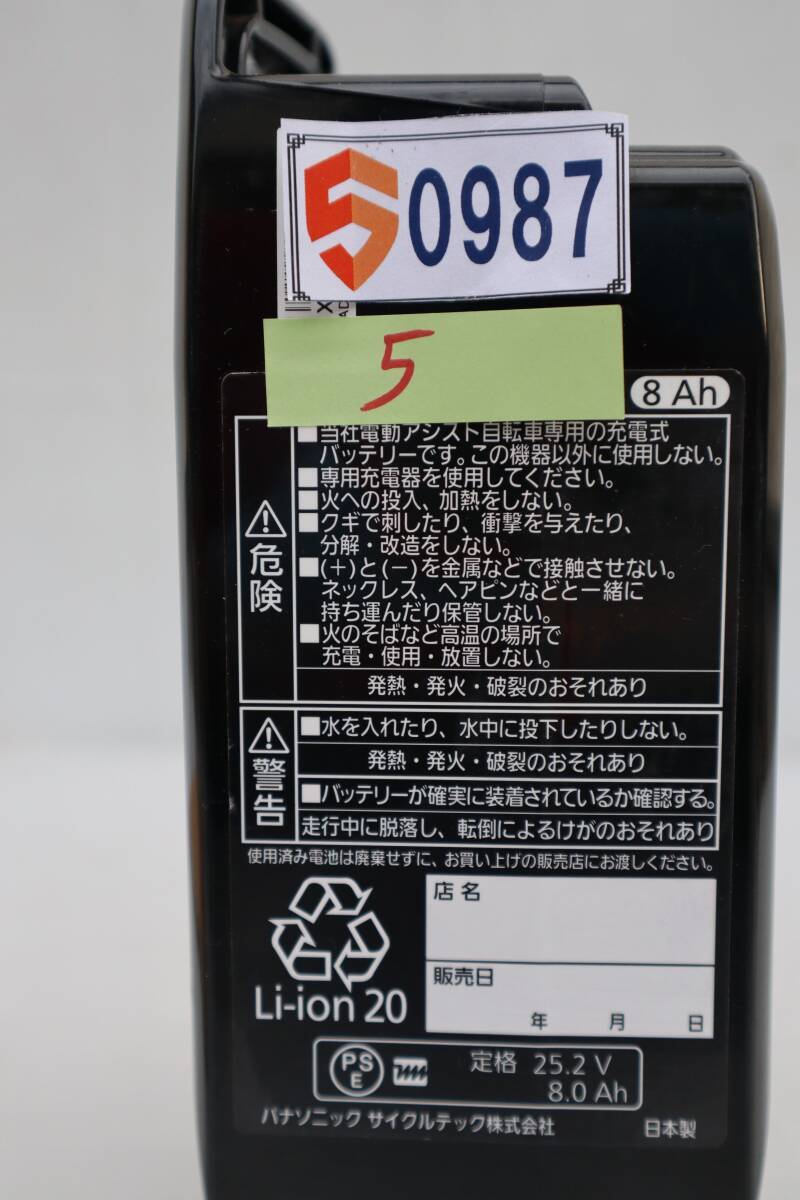 0987
5
8 Ah
危険
■当社電動アシスト自転車専用の充電式
バッテリーです。この機器以外に使用しない。
■専用充電器を使用してください。
■火への投入、加熱をしない。
■クギで刺したり、衝撃を与えたり、
分解・改造をしない。
■(+)と(−)を金属などで接触させない。
ネックレス、ヘアピンなどと一緒に
持ち運んだり保管しない。
■火のそばなど高温の場所で
充電・使用・放置しない。
発熱・発火・破裂のおそれあり
警告
■水を入れたり、水中に投下したりしない。
発熱・発火・破裂のおそれあり
■バッテリーが確実に装着されているか確認する。
走行中に脱落し、転倒によるけがのおそれあり
使用済み電池は廃棄せずに、お買い上げの販売店にお渡しください。
Li-ion 20
店名
販売日
年 月 日
PS
E
定格 25.2 V
8.0 Ah
パナソニック サイクルテック株式会社 日本製